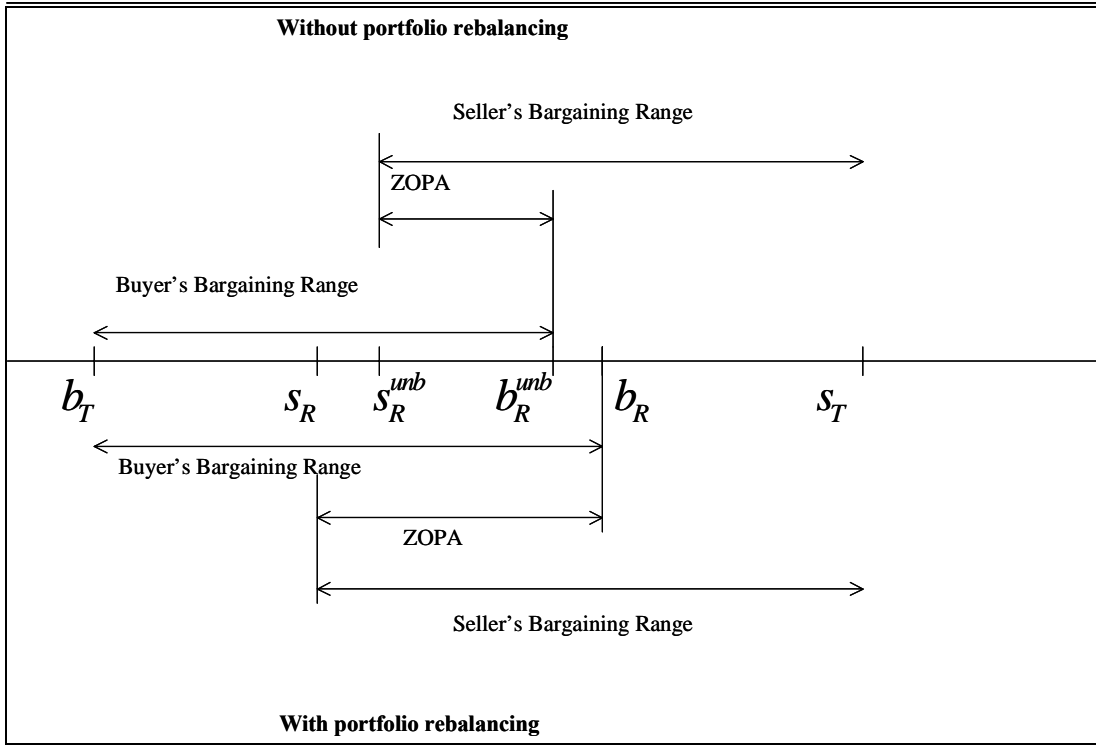 Without portfolio rebalancing
Seller’s Bargaining Range
ZOPA
Buyer’s Bargaining Range
b_T s_R s_R^{unb} b_R^{unb} b_R s_T
Buyer’s Bargaining Range
ZOPA
Seller’s Bargaining Range
With portfolio rebalancing